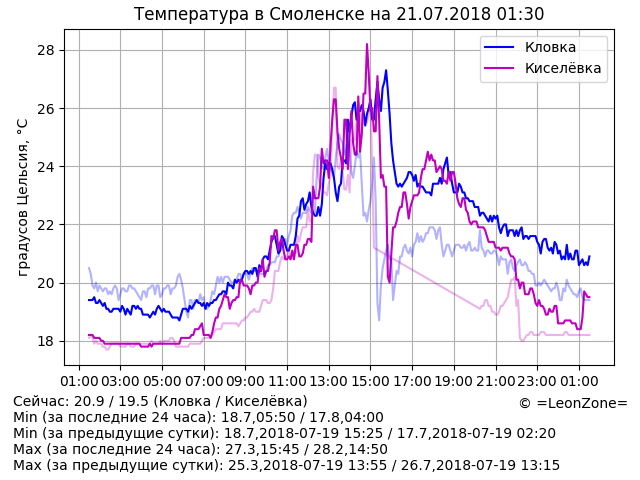 Температура в Смоленске на 21.07.2018 01:30
градусов Цельсия, °C
28
26
24
22
20
18
Кловка
Киселёвка
01:00 03:00 05:00 07:00 09:00 11:00 13:00 15:00 17:00 19:00 21:00 23:00 01:00
Сейчас: 20.9 / 19.5 (Кловка / Киселёвка)
© =LeonZone=
Min (за последние 24 часа): 18.7,05:50 / 17.8,04:00
Min (за предыдущие сутки): 18.7,2018-07-19 15:25 / 17.7,2018-07-19 02:20
Max (за последние 24 часа): 27.3,15:45 / 28.2,14:50
Max (за предыдущие сутки): 25.3,2018-07-19 13:55 / 26.7,2018-07-19 13:15